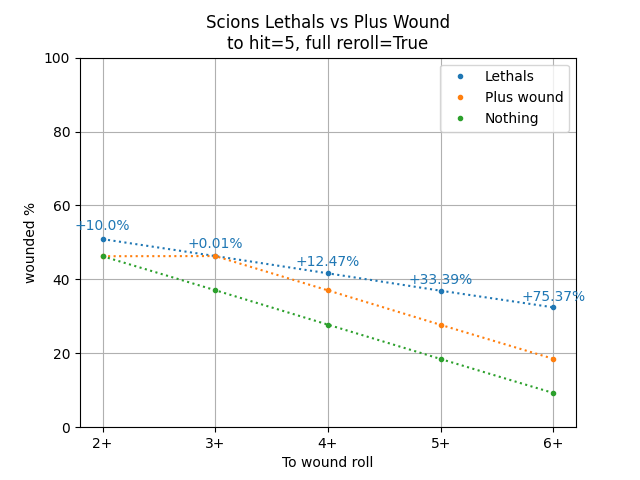 Scions Lethals vs Plus Wound
to hit=5, full reroll=True
100
80
60
40
20
0
wounded %
Lethals
Plus wound
Nothing
+10.0%
+0.01%
+12.47%
+33.39%
+75.37%
2+
3+
4+
5+
6+
To wound roll